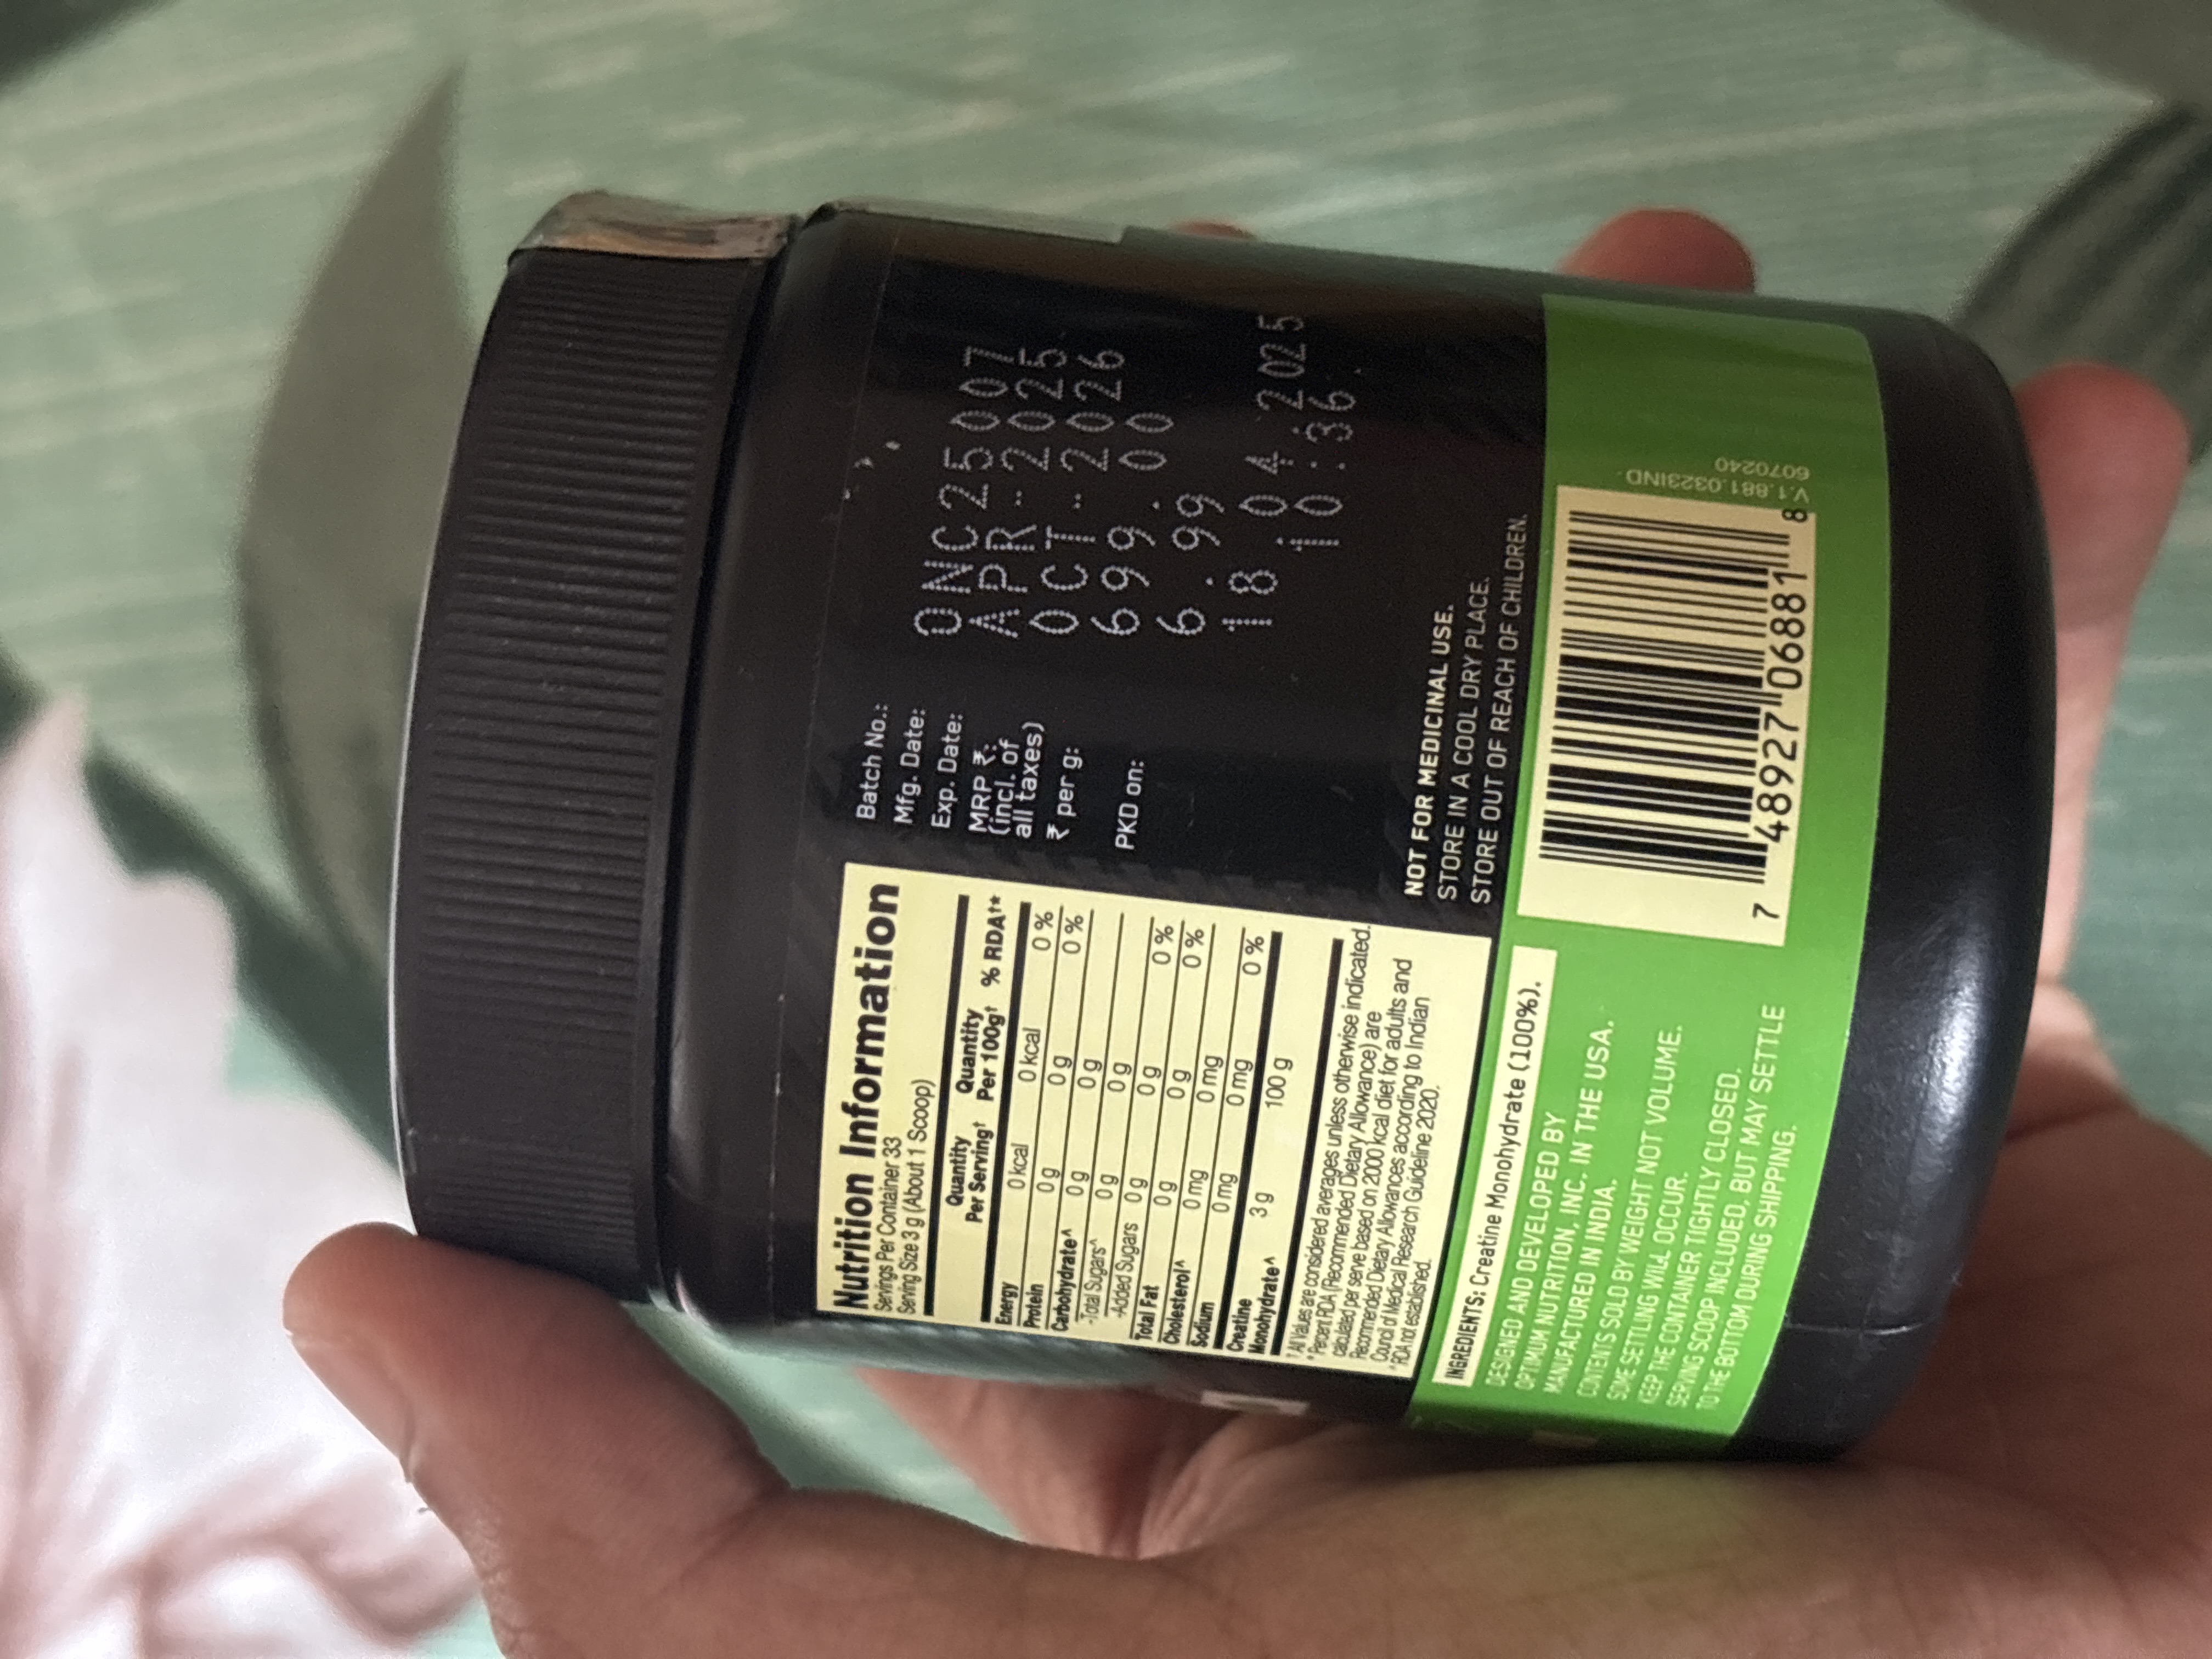 Nutrition Information
Servings Per Container 33
Serving Size 3 g (About 1 Scoop)
Quantity Per Serving† Quantity Per 100g† % RDA†*
Energy 0 kcal 0 kcal 0 %
Protein 0 g 0 g 0 %
Carbohydrate^ 0 g 0 g
-Total Sugars^ 0 g 0 g
-Added Sugars 0 g 0 g 0 %
Total Fat 0 g 0 g 0 %
Cholesterol^ 0 mg 0 mg
Sodium 0 mg 0 mg 0 %
Creatine
Monohydrate^ 3 g 100 g
† All Values are considered averages unless otherwise indicated.
* Percent RDA (Recommended Dietary Allowance) are
calculated per serve based on 2000 kcal diet for adults and
Recommended Dietary Allowances according to Indian
Council of Medical Research Guideline 2020.
^ RDA not established.
INGREDIENTS: Creatine Monohydrate (100%).
DESIGNED AND DEVELOPED BY
OPTIMUM NUTRITION, INC. IN THE USA.
MANUFACTURED IN INDIA.
CONTENTS SOLD BY WEIGHT NOT VOLUME.
SOME SETTLING WILL OCCUR.
KEEP THE CONTAINER TIGHTLY CLOSED.
SERVING SCOOP INCLUDED, BUT MAY SETTLE
TO THE BOTTOM DURING SHIPPING.
Batch No.:
Mfg. Date:
Exp. Date:
MRP ₹:
(incl. of
all taxes)
₹ per g:
PKD on:
ONC25007
APR-2025
OCT-2026
699.00
6.99
18.04.2025
10:36
NOT FOR MEDICINAL USE.
STORE IN A COOL DRY PLACE.
STORE OUT OF REACH OF CHILDREN.
7 48927 06881 8
V.1.881.0323IND
6070240